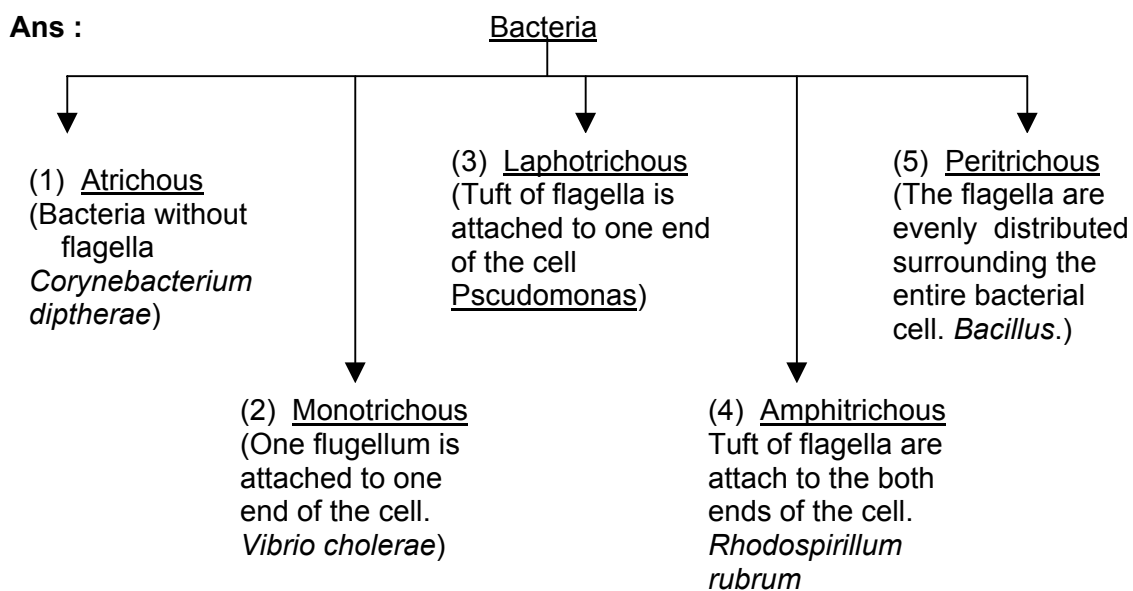 Ans :
Bacteria
(1) Atrichous
(Bacteria without
flagella
Corynebacterium
diptherae)
(2) Monotrichous
(One flugellum is
attached to one
end of the cell.
Vibrio cholerae)
(3) Laphotrichous
(Tuft of flagella is
attached to one end
of the cell
Pscudomonas)
(4) Amphitrichous
Tuft of flagella are
attach to the both
ends of the cell.
Rhodospirillum
rubrum
(5) Peritrichous
(The flagella are
evenly distributed
surrounding the
entire bacterial
cell. Bacillus.)